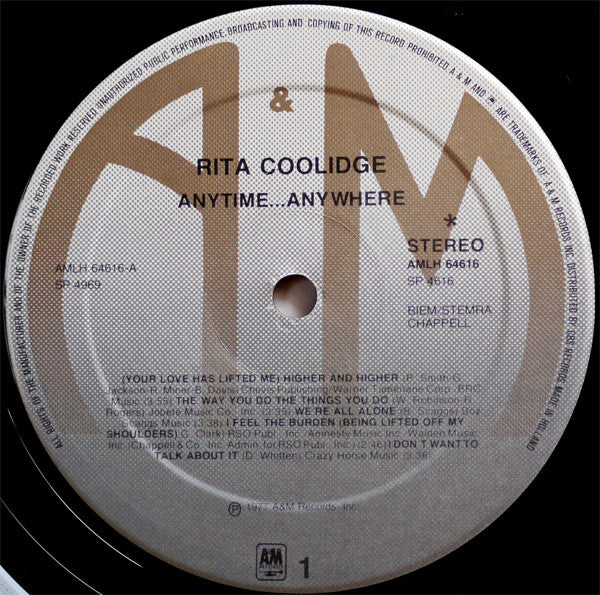 ALL RIGHTS OF THE MANUFACTURER AND OF THE OWNER OF THE RECORDED WORK RESERVED UNAUTHORIZED PUBLIC PERFORMANCE, BROADCASTING AND COPYING OF THIS RECORD PROHIBITED A & M AND ARE TRADEMARKS OF A & M RECORDS INC. DISTRIBUTED BY CBS RECORDS. MADE IN HOLLAND
A & M
RITA COOLIDGE
ANYTIME...ANYWHERE
*
STEREO
AMLH 64616-A
AMLH 64616
SP 4969
SP 4616
BIEM/STEMRA
CHAPPELL
(YOUR LOVE HAS LIFTED ME) HIGHER AND HIGHER (P. Smith-G.
Jackson-R. Miner-B. Davis) Chevis Publishing-Warner Tamerlane Corp. BRC
Music (3:55) THE WAY YOU DO THE THINGS YOU DO (W. Robinson-R.
Rogers) Jobete Music Co., Inc. (3:35) WE'RE ALL ALONE (B. Scaggs) Boz
Scaggs Music (3:38) I FEEL THE BURDEN (BEING LIFTED OFF MY
SHOULDERS) C. Clark) RSO Publ., Inc./Amnesty Music Inc. Walden Music,
Inc. (Chappell & Co., Inc. Admin. for RSO Publ., Inc.) (2:46) I DON'T WANT TO
TALK ABOUT IT (D. Whitten) Crazy Horse Music (3:36)
℗ 1977 A&M Records, Inc.
A&M
Records
1